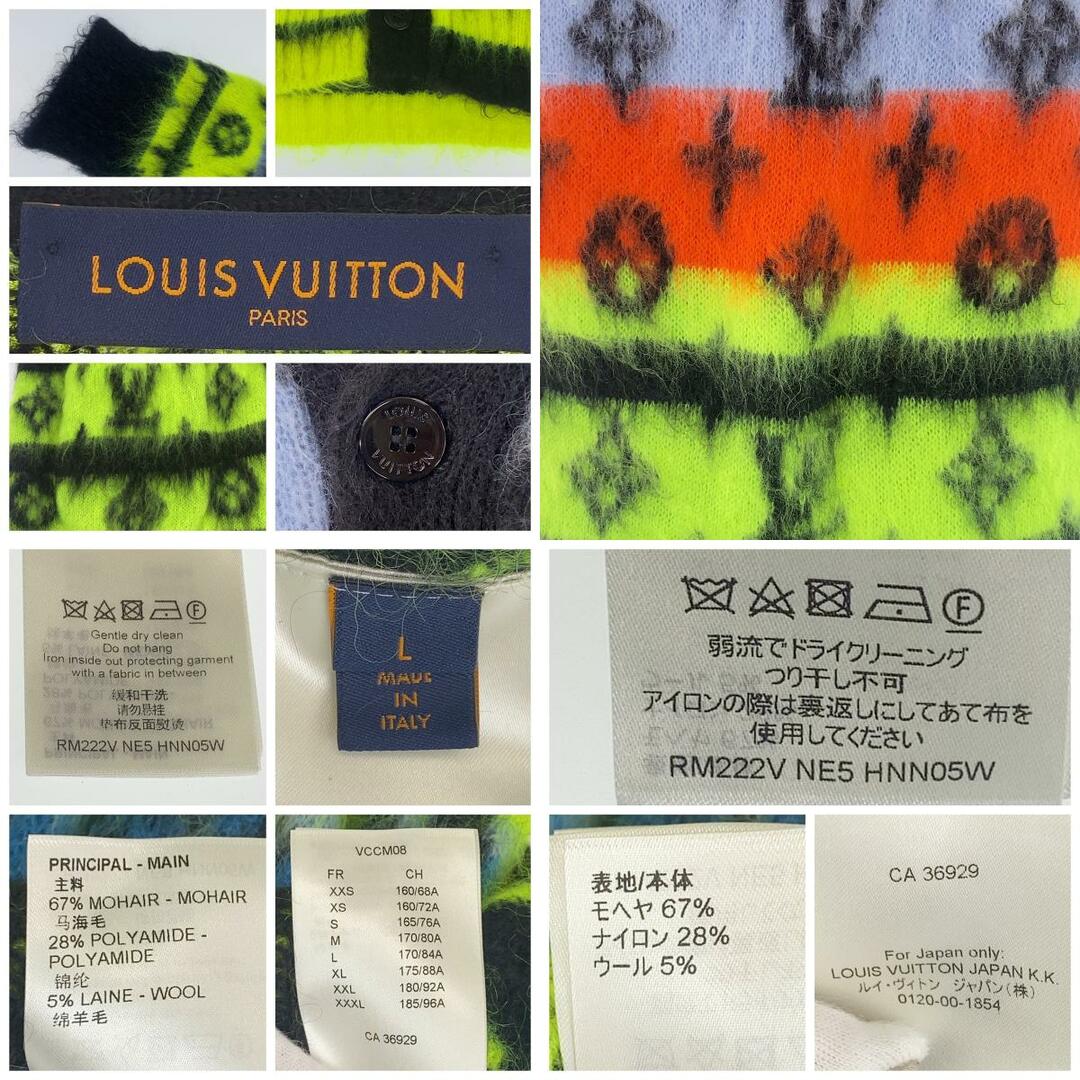 LOUIS VUITTON
PARIS
LOUIS
VUITTON
Gentle dry clean
Do not hang
Iron inside out protecting garment
with a fabric in between
缓和干洗
请勿悬挂
垫布反面熨烫
RM222V NE5 HNN05W
L
MADE
IN
ITALY
F
弱流でドライクリーニング
つり干し不可
アイロンの際は裏返しにしてあて布を
使用してください
RM222V NE5 HNN05W
PRINCIPAL - MAIN
主料
67% MOHAIR - MOHAIR
马海毛
28% POLYAMIDE -
POLYAMIDE
锦纶
5% LAINE - WOOL
绵羊毛
VCCM08
FR CH
XXS 160/68A
XS 160/72A
S 165/76A
M 170/80A
L 170/84A
XL 175/88A
XXL 180/92A
XXXL 185/96A
CA 36929
表地/本体
モヘヤ 67%
ナイロン 28%
ウール 5%
CA 36929
For Japan only:
LOUIS VUITTON JAPAN K.K.
ルイ・ヴィトン ジャパン(株)
0120-00-1854